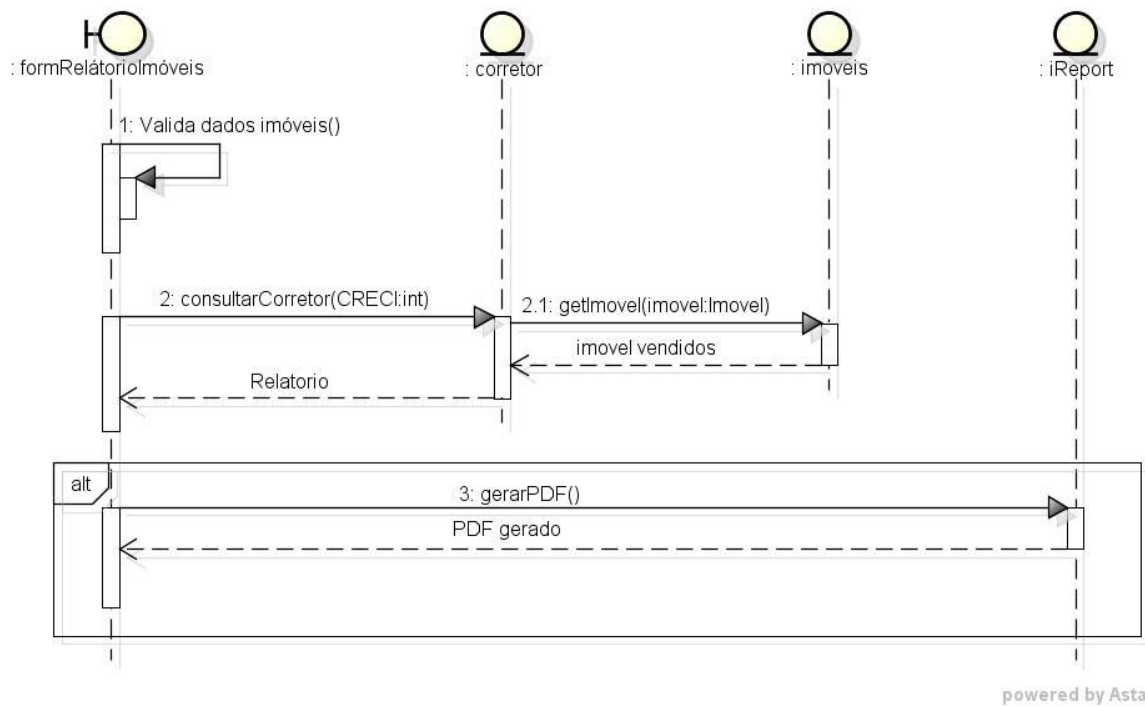 : formRelátorioImóveis
: corretor
: imoveis
: iReport
1: Valida dados imóveis()
2: consultarCorretor(CRECI:int)
2.1: getImovel(imovel:Imovel)
imovel vendidos
Relatorio
alt
3: gerarPDF()
PDF gerado
powered by Asta